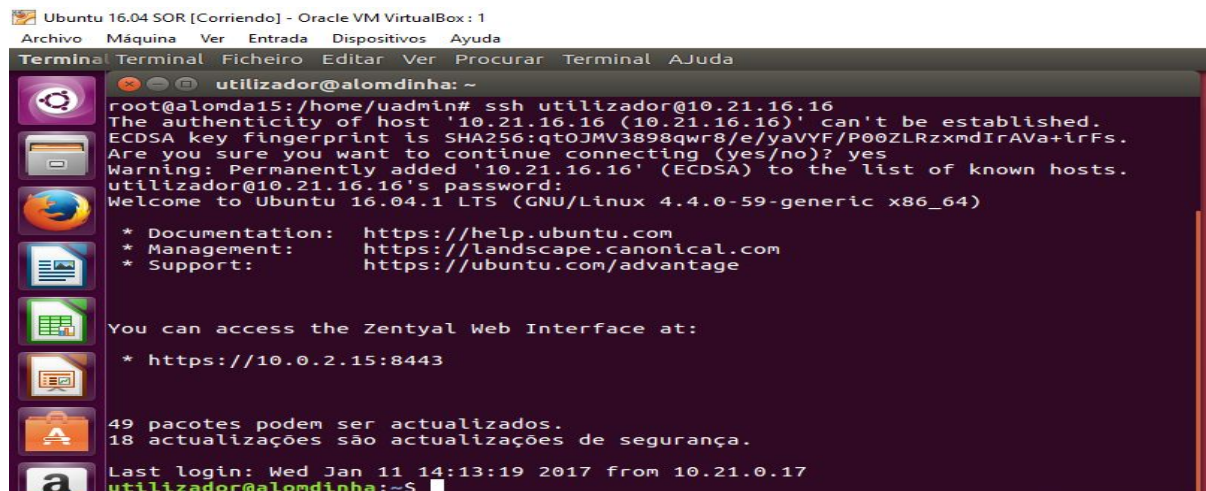 Ubuntu 16.04 SOR [Corriendo] - Oracle VM VirtualBox : 1
Archivo Máquina Ver Entrada Dispositivos Ayuda
Terminal Terminal Ficheiro Editar Ver Procurar Terminal AJuda
utilizador@alomdinha: ~
root@alomda15:/home/uadmin# ssh utilizador@10.21.16.16
The authenticity of host '10.21.16.16 (10.21.16.16)' can't be established.
ECDSA key fingerprint is SHA256:qtOJMV3898qwr8/e/yaVYF/P00ZLRzxmdIrAVa+irFs.
Are you sure you want to continue connecting (yes/no)? yes
Warning: Permanently added '10.21.16.16' (ECDSA) to the list of known hosts.
utilizador@10.21.16.16's password:
Welcome to Ubuntu 16.04.1 LTS (GNU/Linux 4.4.0-59-generic x86_64)
* Documentation: https://help.ubuntu.com
* Management: https://landscape.canonical.com
* Support: https://ubuntu.com/advantage
You can access the Zentyal Web Interface at:
* https://10.0.2.15:8443
49 pacotes podem ser actualizados.
18 actualizações são actualizações de segurança.
Last login: Wed Jan 11 14:13:19 2017 from 10.21.0.17
utilizador@alomdinha:~$